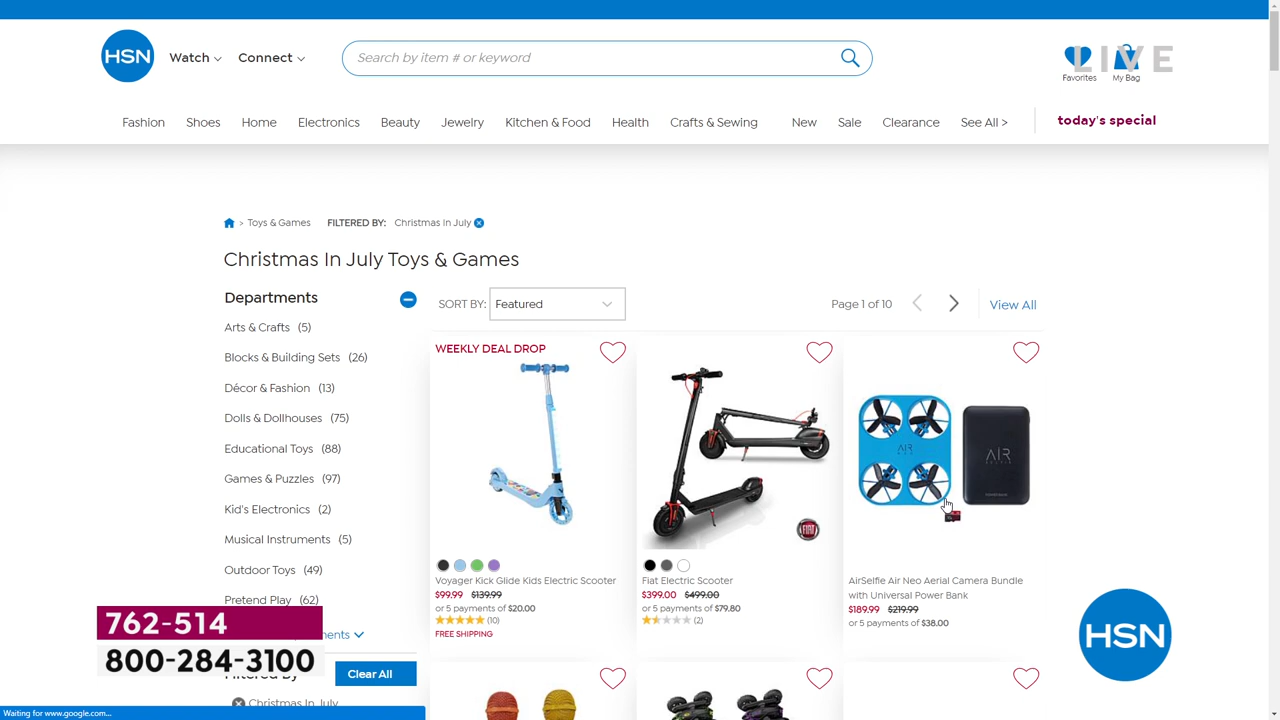 HSN
Watch
Connect
Search by item # or keyword
LIVE
Favorites
My Bag
Fashion
Shoes
Home
Electronics
Beauty
Jewelry
Kitchen & Food
Health
Crafts & Sewing
New
Sale
Clearance
See All >
today's special
> Toys & Games
FILTERED BY:
Christmas In July
Christmas In July Toys & Games
Departments
Arts & Crafts (5)
Blocks & Building Sets (26)
Décor & Fashion (13)
Dolls & Dollhouses (75)
Educational Toys (88)
Games & Puzzles (97)
Kid's Electronics (2)
Musical Instruments (5)
Outdoor Toys (49)
Pretend Play (62)
Clear All
Christmas In July
SORT BY: Featured
Page 1 of 10
View All
WEEKLY DEAL DROP
Voyager Kick Glide Kids Electric Scooter
$99.99 $139.99
or 5 payments of $20.00
(10)
FREE SHIPPING
FIAT
Fiat Electric Scooter
$399.00 $499.00
or 5 payments of $79.80
(2)
AIR
AIR
AirSelfie Air Neo Aerial Camera Bundle
with Universal Power Bank
$189.99 $219.99
or 5 payments of $38.00
762-514
800-284-3100
HSN
Waiting for www.google.com...